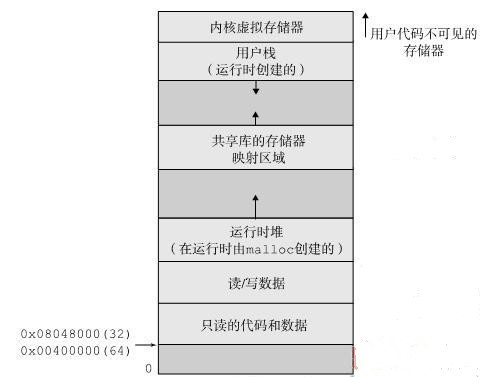 内核虚拟存储器
用户代码不可见的
存储器
用户栈
(运行时创建的)
共享库的存储器
映射区域
运行时堆
(在运行时由malloc创建的)
读/写数据
只读的代码和数据
0x08048000(32)
0x00400000(64)
0